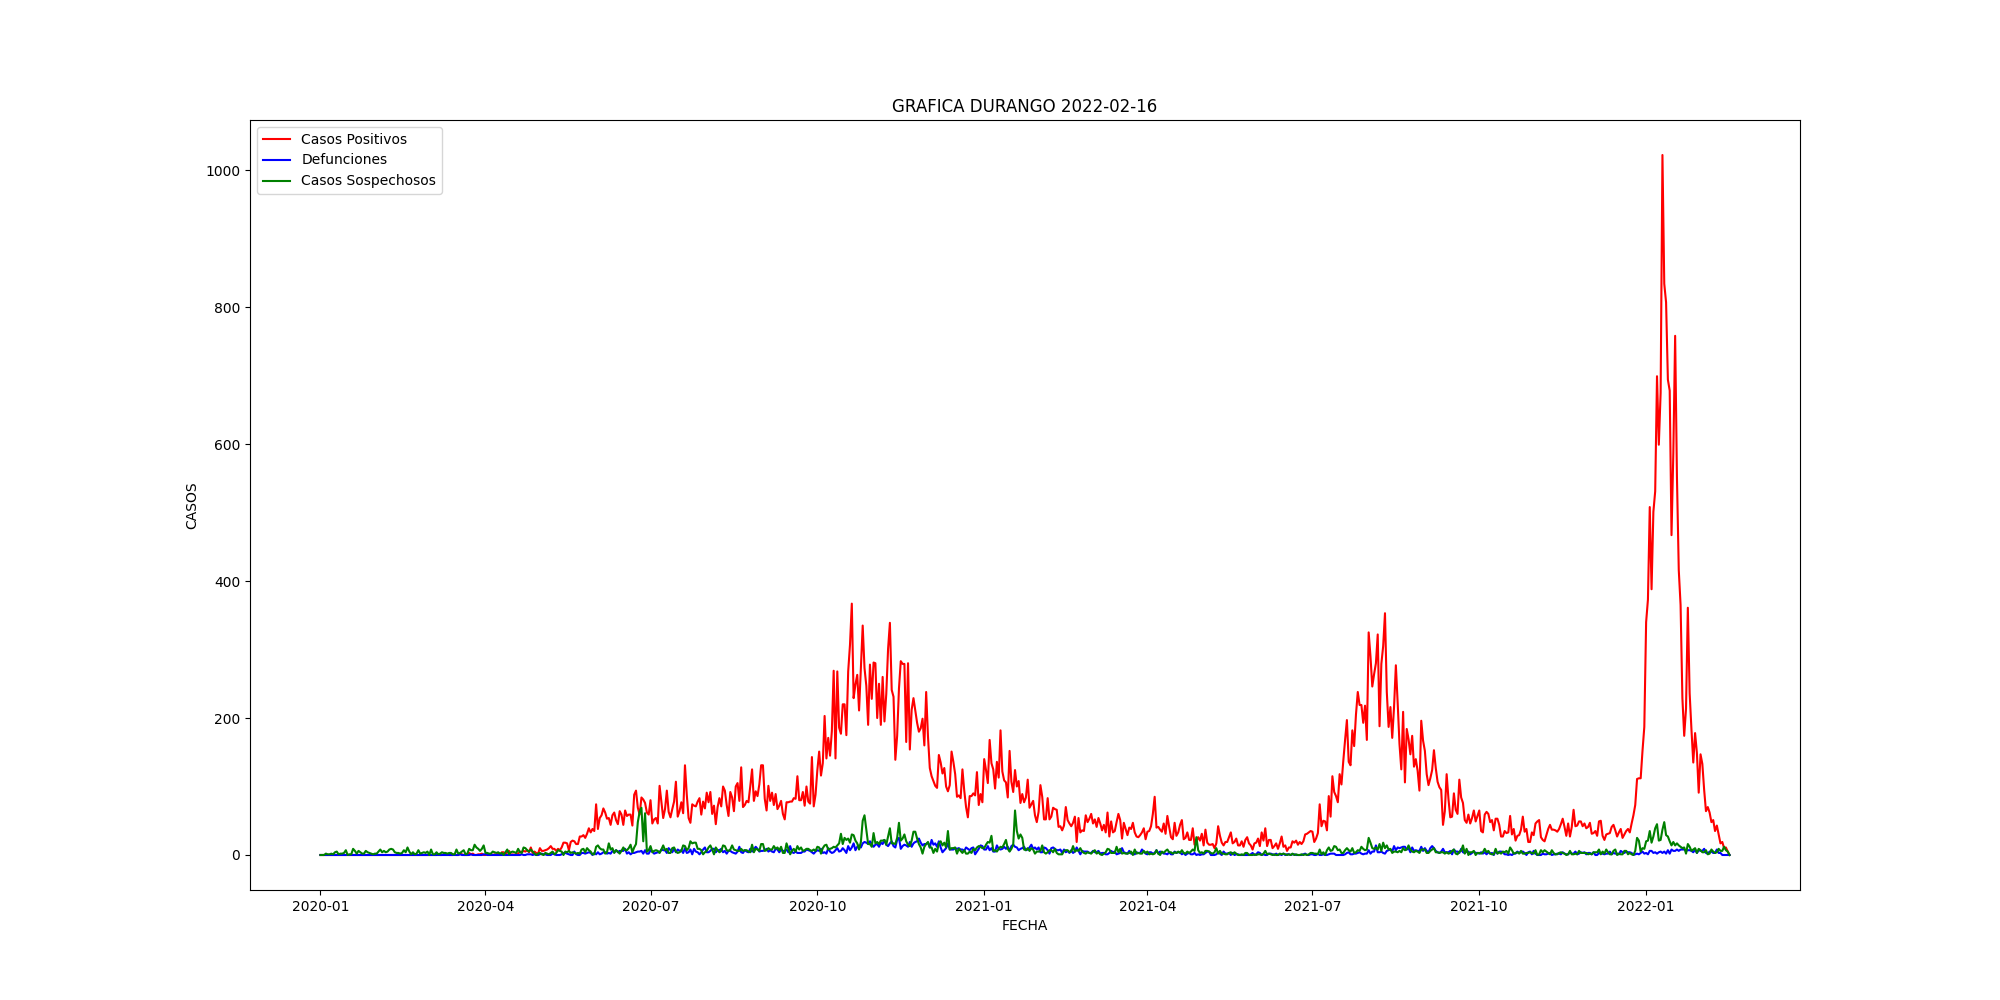 GRAFICA DURANGO 2022-02-16
Casos Positivos
Defunciones
Casos Sospechosos
1000
800
600
400
200
0
CASOS
2020-01
2020-04
2020-07
2020-10
2021-01
2021-04
2021-07
2021-10
2022-01
FECHA